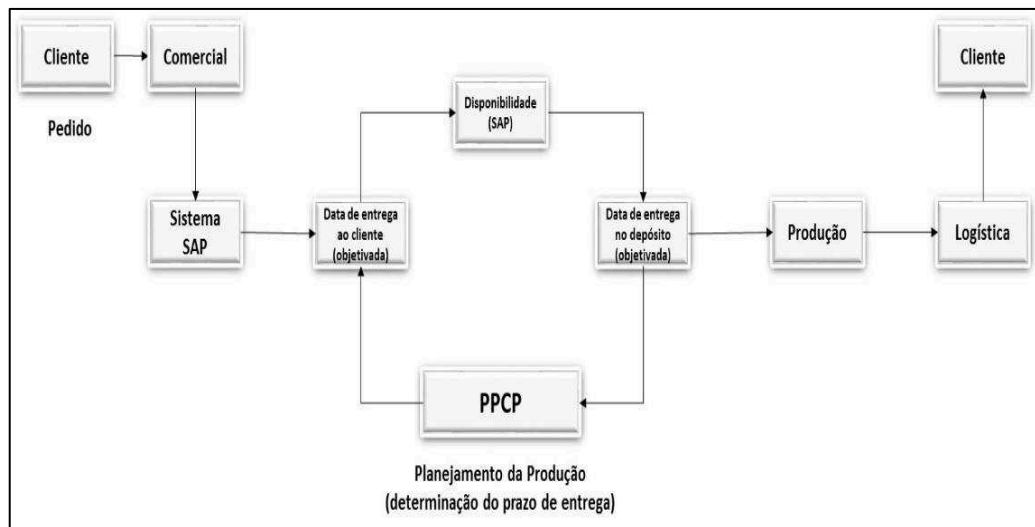 Cliente
Comercial
Cliente
Pedido
Disponibilidade
(SAP)
Sistema
SAP
Data de entrega
ao cliente
(objetivada)
Data de entrega
no depósito
(objetivada)
Produção
Logística
PPCP
Planejamento da Produção
(determinação do prazo de entrega)